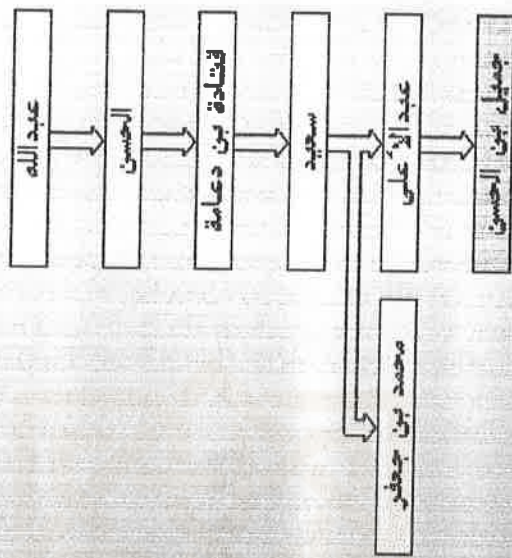 عبد الله
الحسن
قتادة بن دعامة
سعيد
عبد الأعلى
جميل بن الحسن
محمد بن جعفر